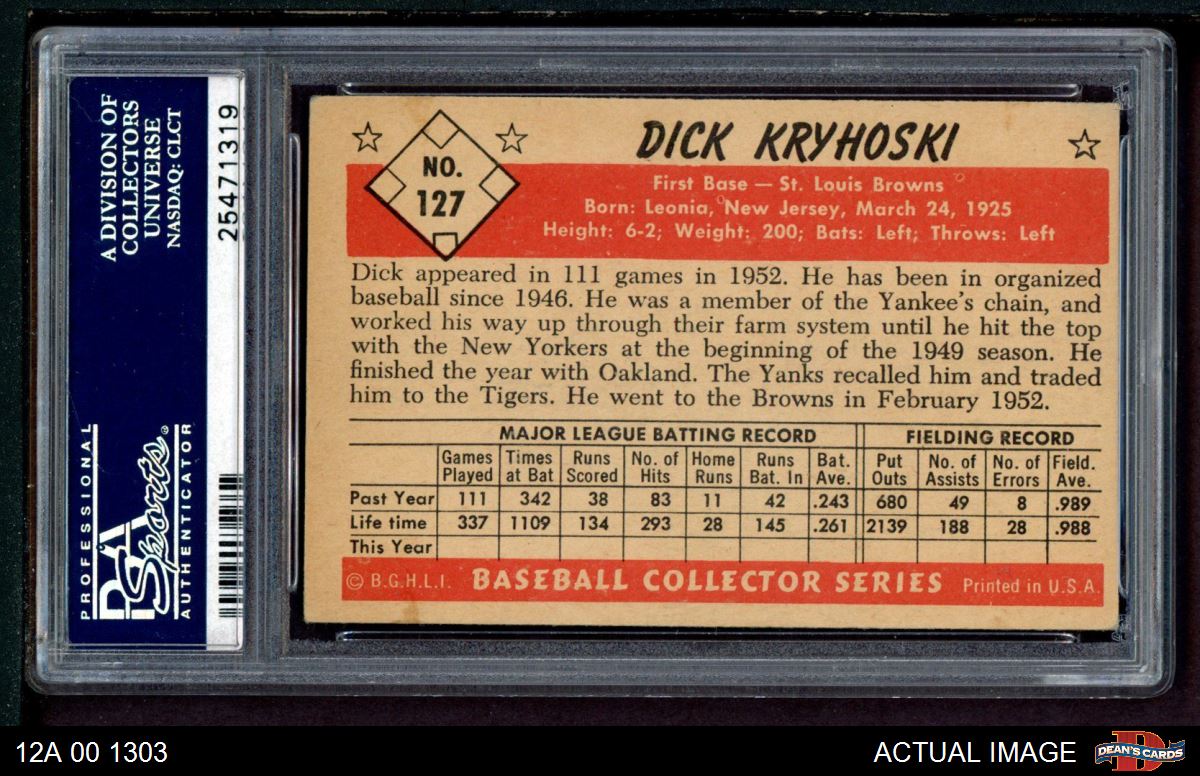 A DIVISION OF
COLLECTORS
UNIVERSE
NASDAQ: CLCT
25471319
PROFESSIONAL
PSA
Sports®
AUTHENTICATOR
NO.
127
DICK KRYHOSKI
First Base — St. Louis Browns
Born: Leonia, New Jersey, March 24, 1925
Height: 6-2; Weight: 200; Bats: Left; Throws: Left
Dick appeared in 111 games in 1952. He has been in organized
baseball since 1946. He was a member of the Yankee's chain, and
worked his way up through their farm system until he hit the top
with the New Yorkers at the beginning of the 1949 season. He
finished the year with Oakland. The Yanks recalled him and traded
him to the Tigers. He went to the Browns in February 1952.
MAJOR LEAGUE BATTING RECORD FIELDING RECORD
Games Times Runs No. of Home Runs Bat. Put No. of No. of Field.
Played at Bat Scored Hits Runs Bat. In Ave. Outs Assists Errors Ave.
Past Year 111 342 38 83 11 42 .243 680 49 8 .989
Life time 337 1109 134 293 28 145 .261 2139 188 28 .988
This Year
© B.G.H.L.I. BASEBALL COLLECTOR SERIES Printed in U.S.A.
12A 00 1303 ACTUAL IMAGE DEAN'S CARDS